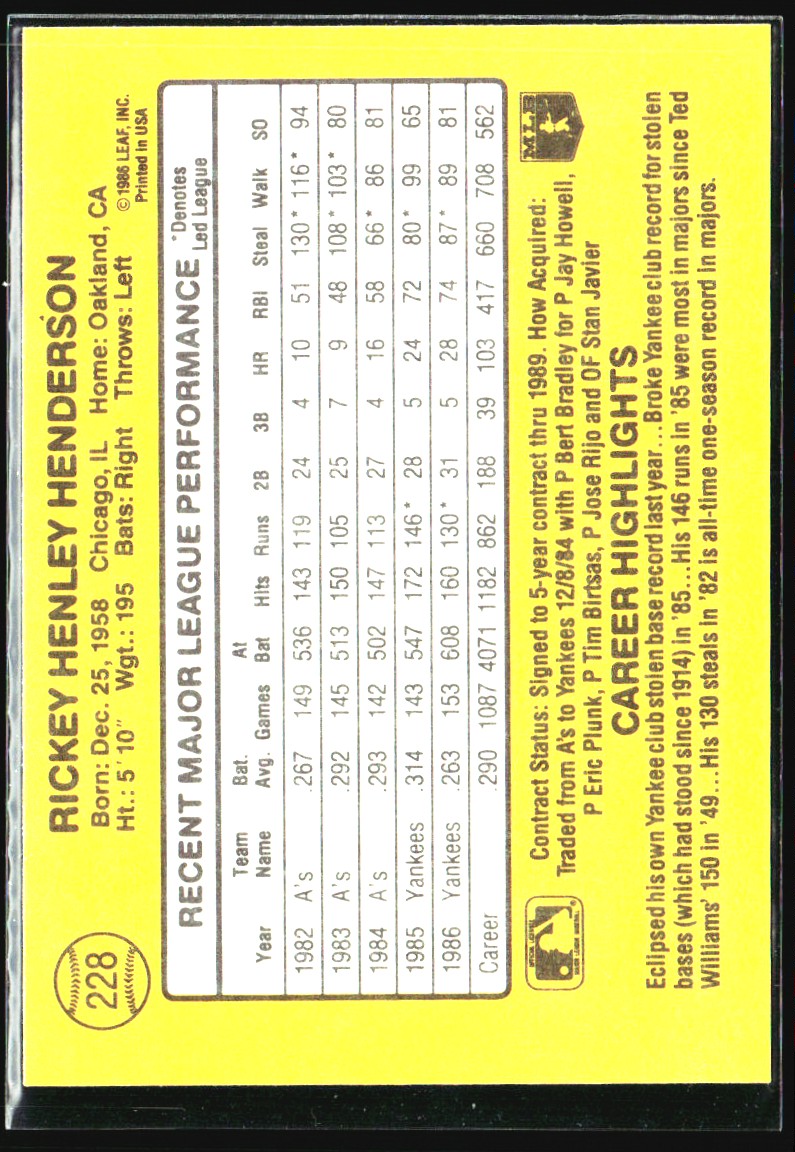 228
RICKEY HENLEY HENDERSON
Born: Dec. 25, 1958 Chicago, IL Home: Oakland, CA
Ht.: 5' 10" Wgt.: 195 Bats: Right Throws: Left
© 1986 LEAF, INC.
Printed in USA
RECENT MAJOR LEAGUE PERFORMANCE
*Denotes
Led League
Team Bat. At
Year Name Avg. Games Bat Hits Runs 2B 3B HR RBI Steal Walk SO
1982 A's .267 149 536 143 119 24 4 10 51 130* 116* 94
1983 A's .292 145 513 150 105 25 7 9 48 108* 103* 80
1984 A's .293 142 502 147 113 27 4 16 58 66* 86 81
1985 Yankees .314 143 547 172 146* 28 5 24 72 80* 99 65
1986 Yankees .263 153 608 160 130* 31 5 28 74 87* 89 81
Career .290 1087 4071 1182 862 188 39 103 417 660 708 562
Contract Status: Signed to 5-year contract thru 1989. How Acquired:
Traded from A's to Yankees 12/8/84 with P Bert Bradley for P Jay Howell,
P Eric Plunk, P Tim Birtsas, P Jose Rijo and OF Stan Javier
MLB
CAREER HIGHLIGHTS
Eclipsed his own Yankee club stolen base record last year...Broke Yankee club record for stolen
bases (which had stood since 1914) in '85...His 146 runs in '85 were most in majors since Ted
Williams' 150 in '49...His 130 steals in '82 is all-time one-season record in majors.